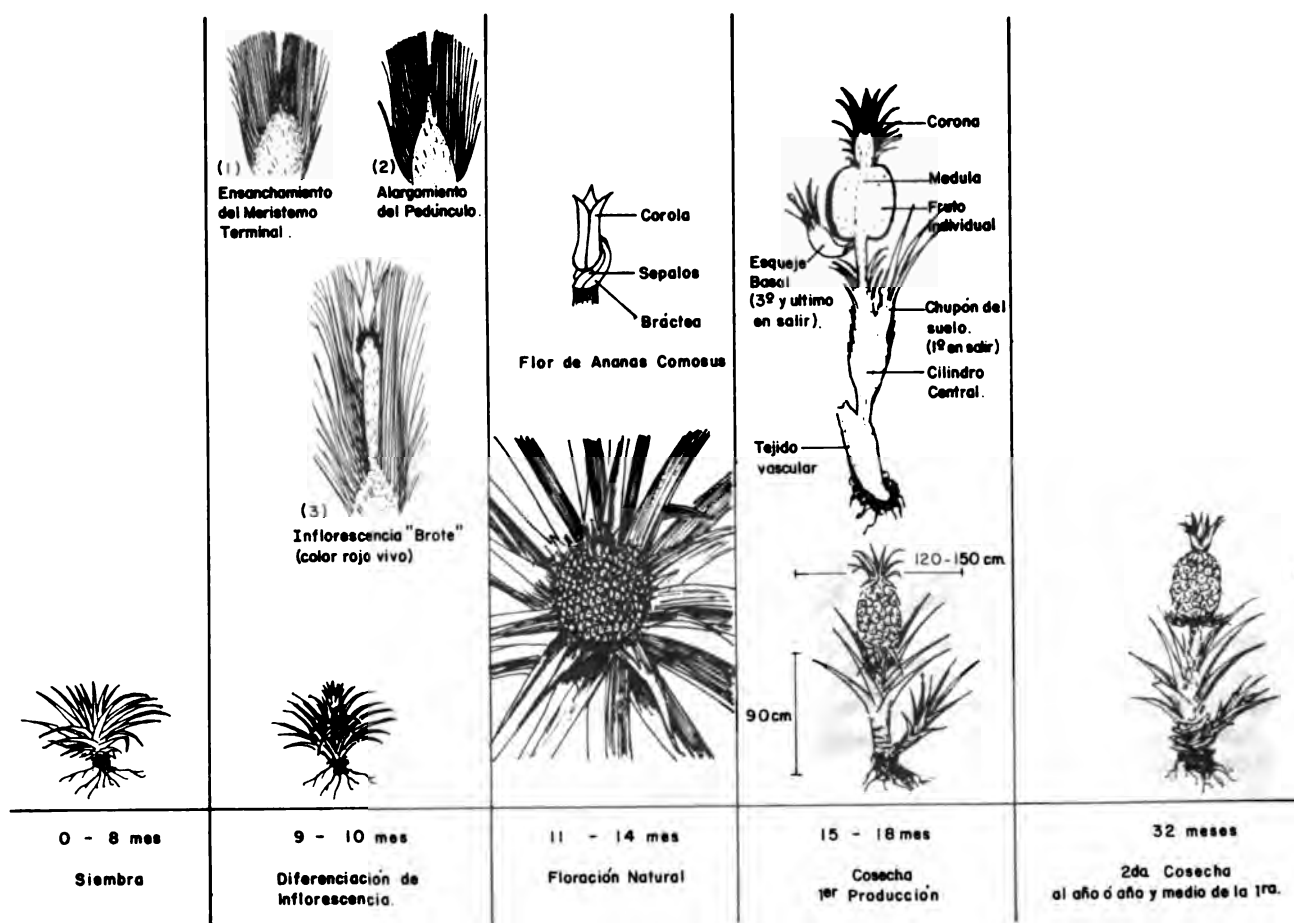 (1)
Ensanchamiento
del Meristemo
Terminal.
(2)
Alargamiento
del Pedúnculo.
(3)
Inflorescencia "Brote"
(color rojo vivo)
Corola
Sepalos
Bráctea
Flor de Ananas Comosus
Corona
Medula
Fruto
individual
Esqueje
Basal
(3º y ultimo
en salir).
Chupón del
suelo.
(1º en salir)
Cilindro
Central.
Tejido
vascular
120-150 cm.
90cm
0 - 8 mes
Siembra
9 - 10 mes
Diferenciación de
Inflorescencia.
11 - 14 mes
Floración Natural
15 - 18 mes
Cosecha
1er Producción
32 meses
2da Cosecha
al año ó año y medio de la 1ra.